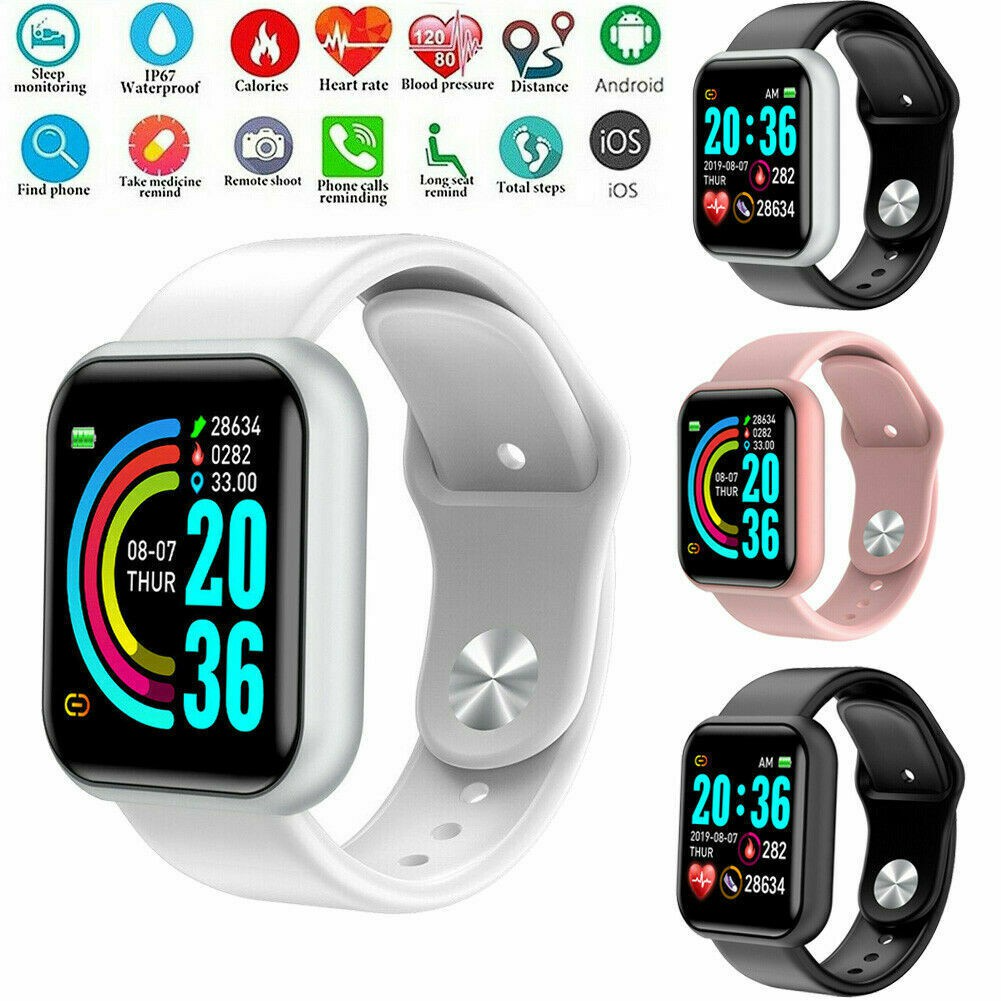 Sleep
monitoring
IP67
Waterproof
Calories
Heart rate
120
80
Blood pressure
Distance
Android
Find phone
Take medicine
remind
Remote shoot
Phone calls
reminding
Long seat
remind
Total steps
iOS
iOS
28634
0282
33.00
08-07
THUR
20
36
AM
20:36
2019-08-07
THUR
282
28634
28634
0282
33.00
08-07
THUR
20
36
AM
20:36
2019-08-07
THUR
282
28634